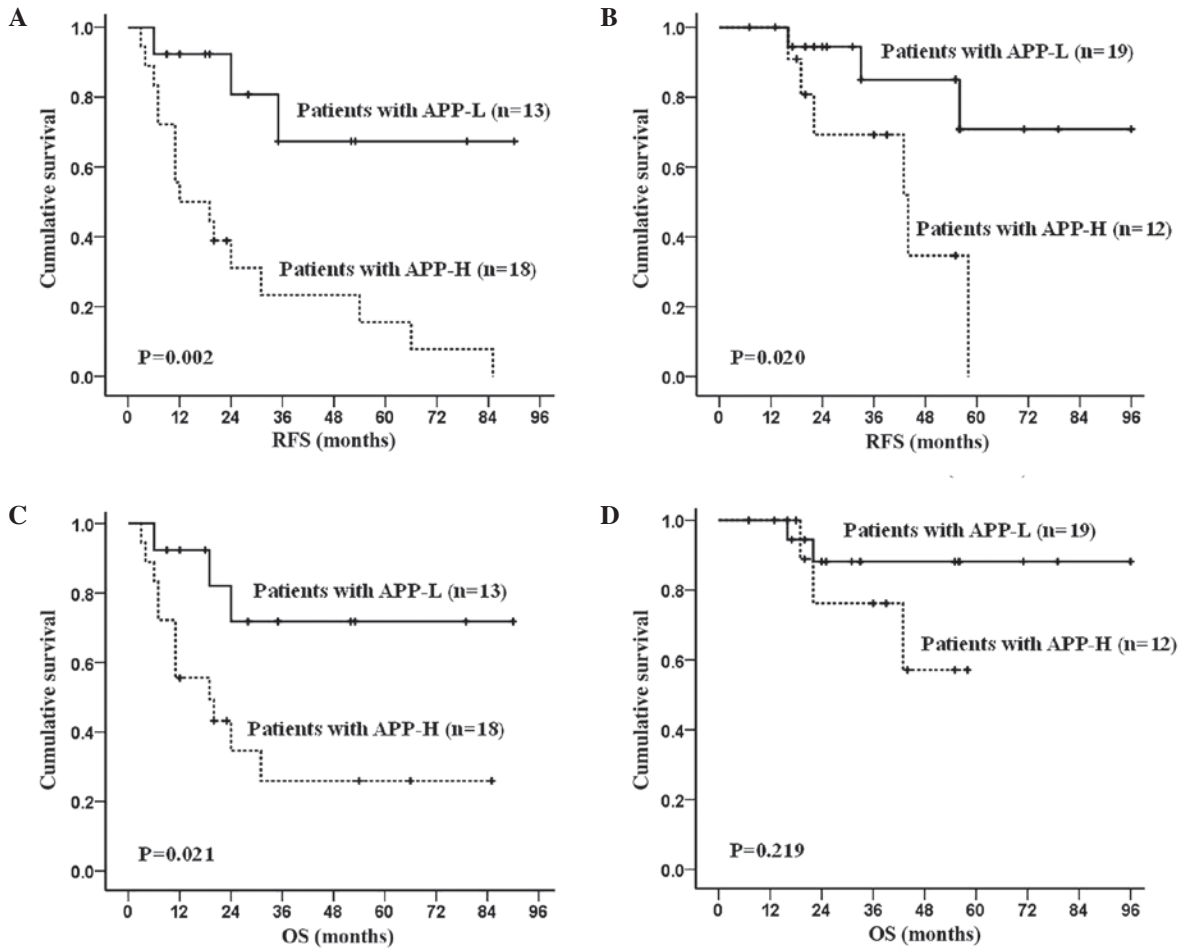 A
Cumulative survival
1.0
0.8
0.6
0.4
0.2
0.0
Patients with APP-L (n=13)
Patients with APP-H (n=18)
P=0.002
0 12 24 36 48 60 72 84 96
RFS (months)
B
Cumulative survival
1.0
0.8
0.6
0.4
0.2
0.0
Patients with APP-L (n=19)
Patients with APP-H (n=12)
P=0.020
0 12 24 36 48 60 72 84 96
RFS (months)
C
Cumulative survival
1.0
0.8
0.6
0.4
0.2
0.0
Patients with APP-L (n=13)
Patients with APP-H (n=18)
P=0.021
0 12 24 36 48 60 72 84 96
OS (months)
D
Cumulative survival
1.0
0.8
0.6
0.4
0.2
0.0
Patients with APP-L (n=19)
Patients with APP-H (n=12)
P=0.219
0 12 24 36 48 60 72 84 96
OS (months)